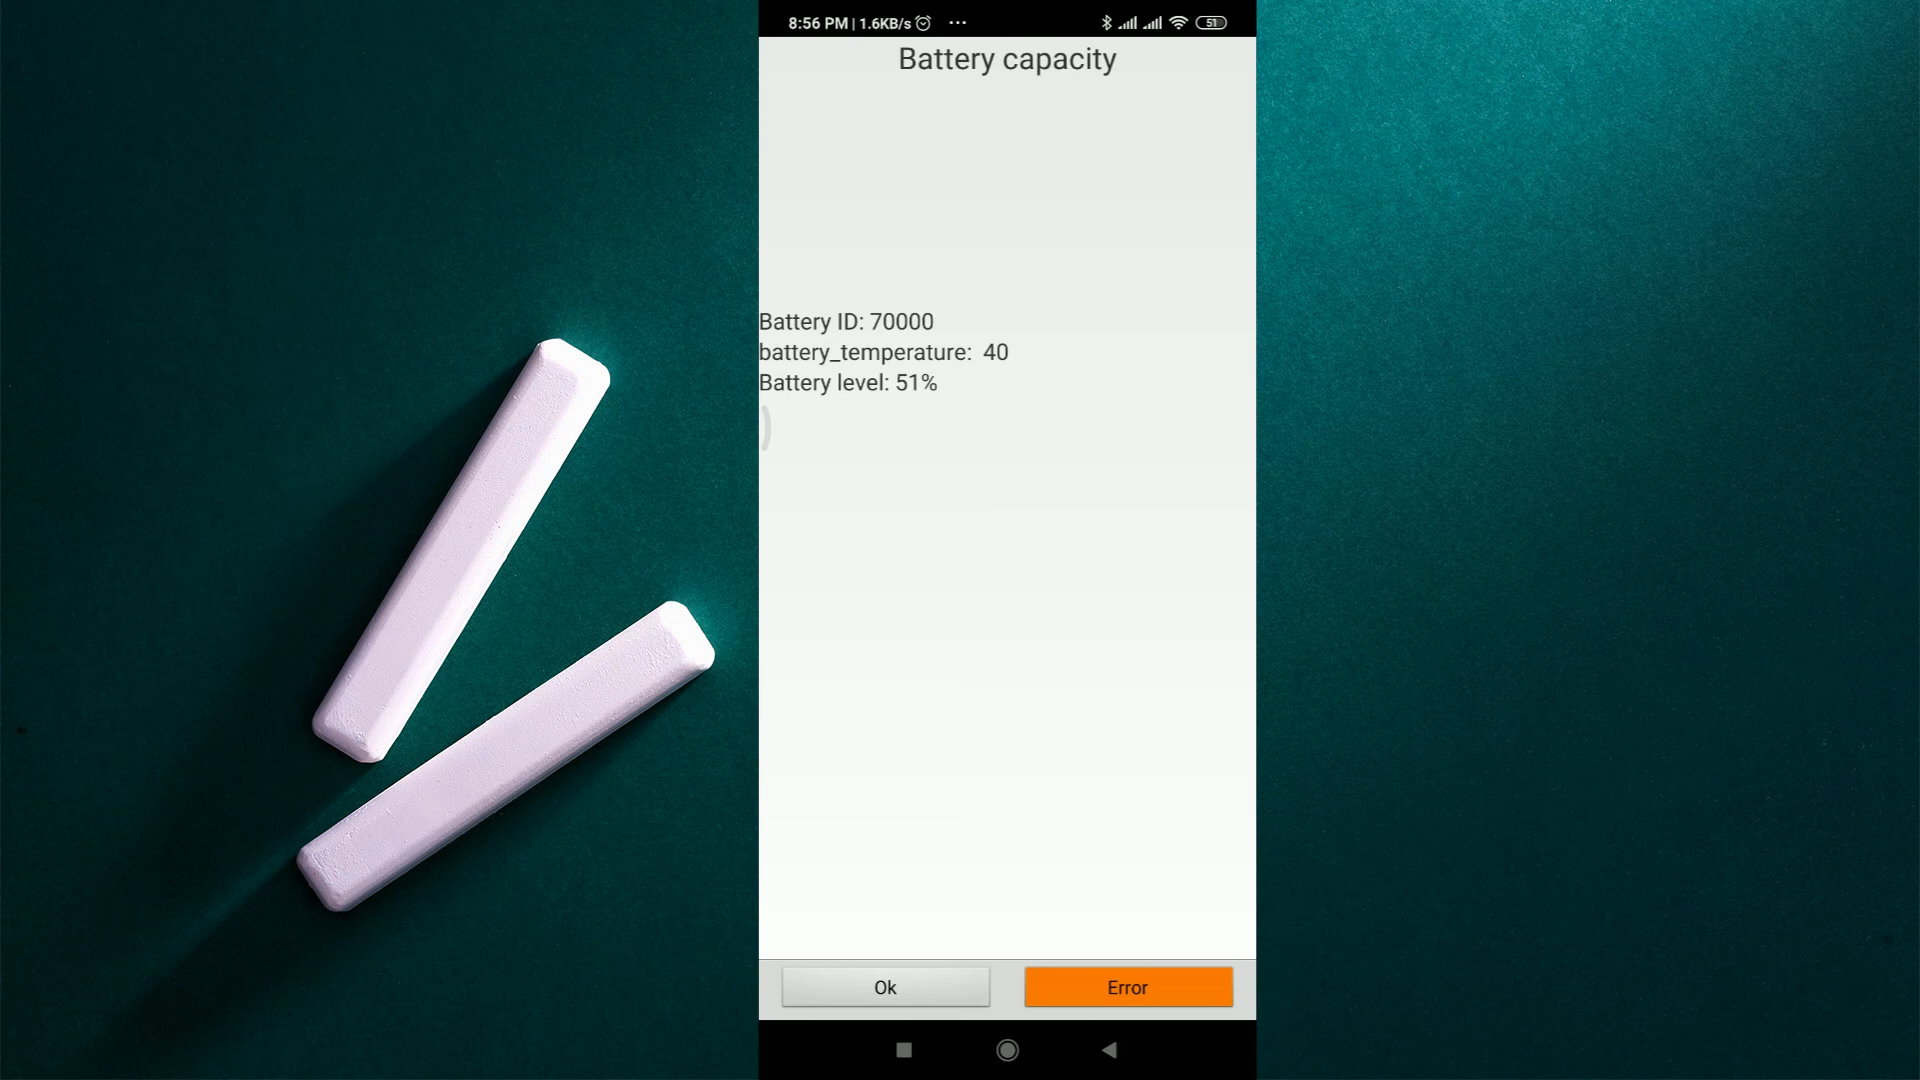 8:56 PM | 1.6KB/s ... 51
Battery capacity
Battery ID: 70000
battery_temperature:  40
Battery level: 51%
Ok Error